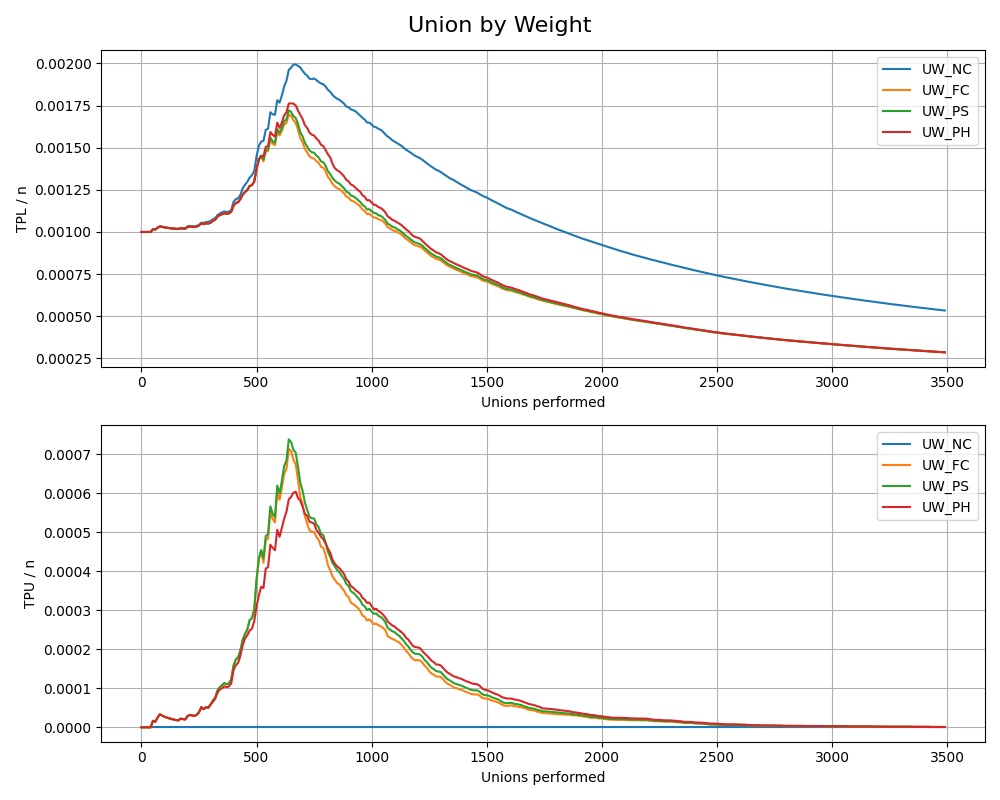 Union by Weight
TPL / n
0.00200
0.00175
0.00150
0.00125
0.00100
0.00075
0.00050
0.00025
UW_NC
UW_FC
UW_PS
UW_PH
0 500 1000 1500 2000 2500 3000 3500
Unions performed
TPU / n
0.0007
0.0006
0.0005
0.0004
0.0003
0.0002
0.0001
0.0000
UW_NC
UW_FC
UW_PS
UW_PH
0 500 1000 1500 2000 2500 3000 3500
Unions performed